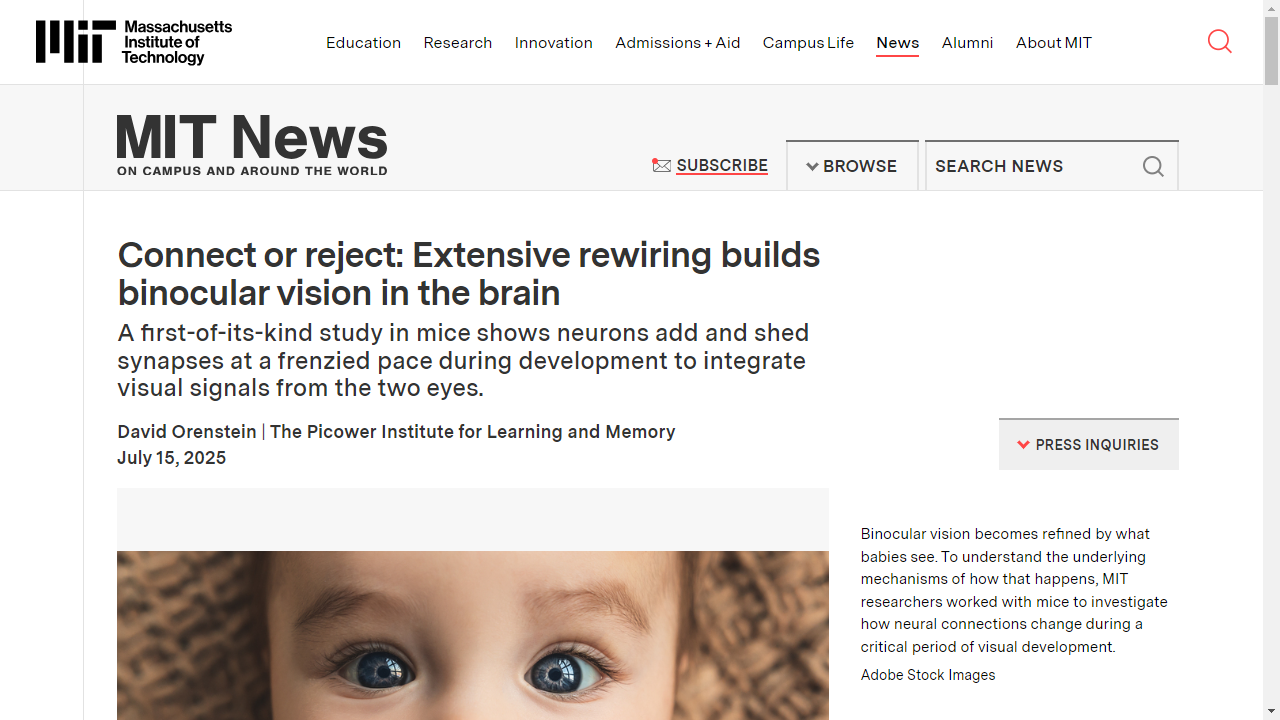 Massachusetts
Institute of
Technology
Education
Research
Innovation
Admissions + Aid
Campus Life
News
Alumni
About MIT
MIT News
ON CAMPUS AND AROUND THE WORLD
SUBSCRIBE
BROWSE
SEARCH NEWS
Connect or reject: Extensive rewiring builds
binocular vision in the brain
A first-of-its-kind study in mice shows neurons add and shed
synapses at a frenzied pace during development to integrate
visual signals from the two eyes.
David Orenstein | The Picower Institute for Learning and Memory
July 15, 2025
PRESS INQUIRIES
Binocular vision becomes refined by what
babies see. To understand the underlying
mechanisms of how that happens, MIT
researchers worked with mice to investigate
how neural connections change during a
critical period of visual development.
Adobe Stock Images